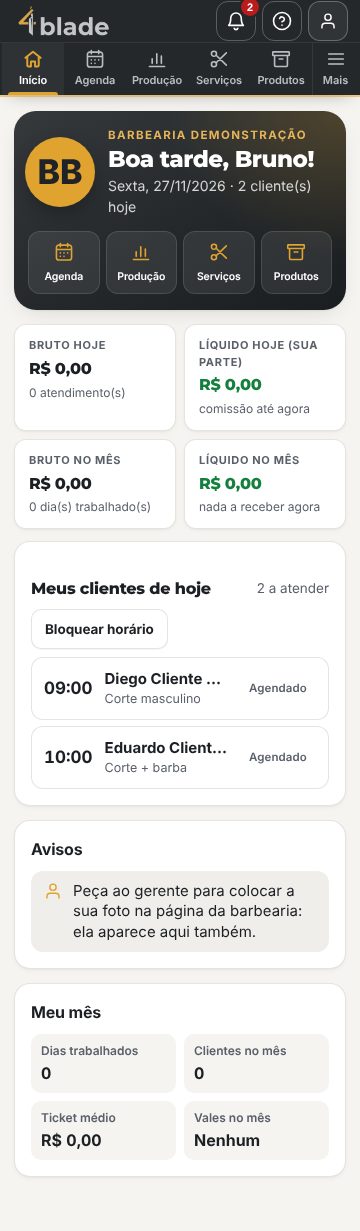 4blade
2
Início
Agenda
Produção
Serviços
Produtos
Mais
BB
BARBEARIA DEMONSTRAÇÃO
Boa tarde, Bruno!
Sexta, 27/11/2026 · 2 cliente(s)
hoje
Agenda
Produção
Serviços
Produtos
BRUTO HOJE
R$ 0,00
0 atendimento(s)
LÍQUIDO HOJE (SUA
PARTE)
R$ 0,00
comissão até agora
BRUTO NO MÊS
R$ 0,00
0 dia(s) trabalhado(s)
LÍQUIDO NO MÊS
R$ 0,00
nada a receber agora
Meus clientes de hoje
2 a atender
Bloquear horário
09:00
Diego Cliente ...
Corte masculino
Agendado
10:00
Eduardo Client...
Corte + barba
Agendado
Avisos
Peça ao gerente para colocar a
sua foto na página da barbearia:
ela aparece aqui também.
Meu mês
Dias trabalhados
0
Clientes no mês
0
Ticket médio
R$ 0,00
Vales no mês
Nenhum